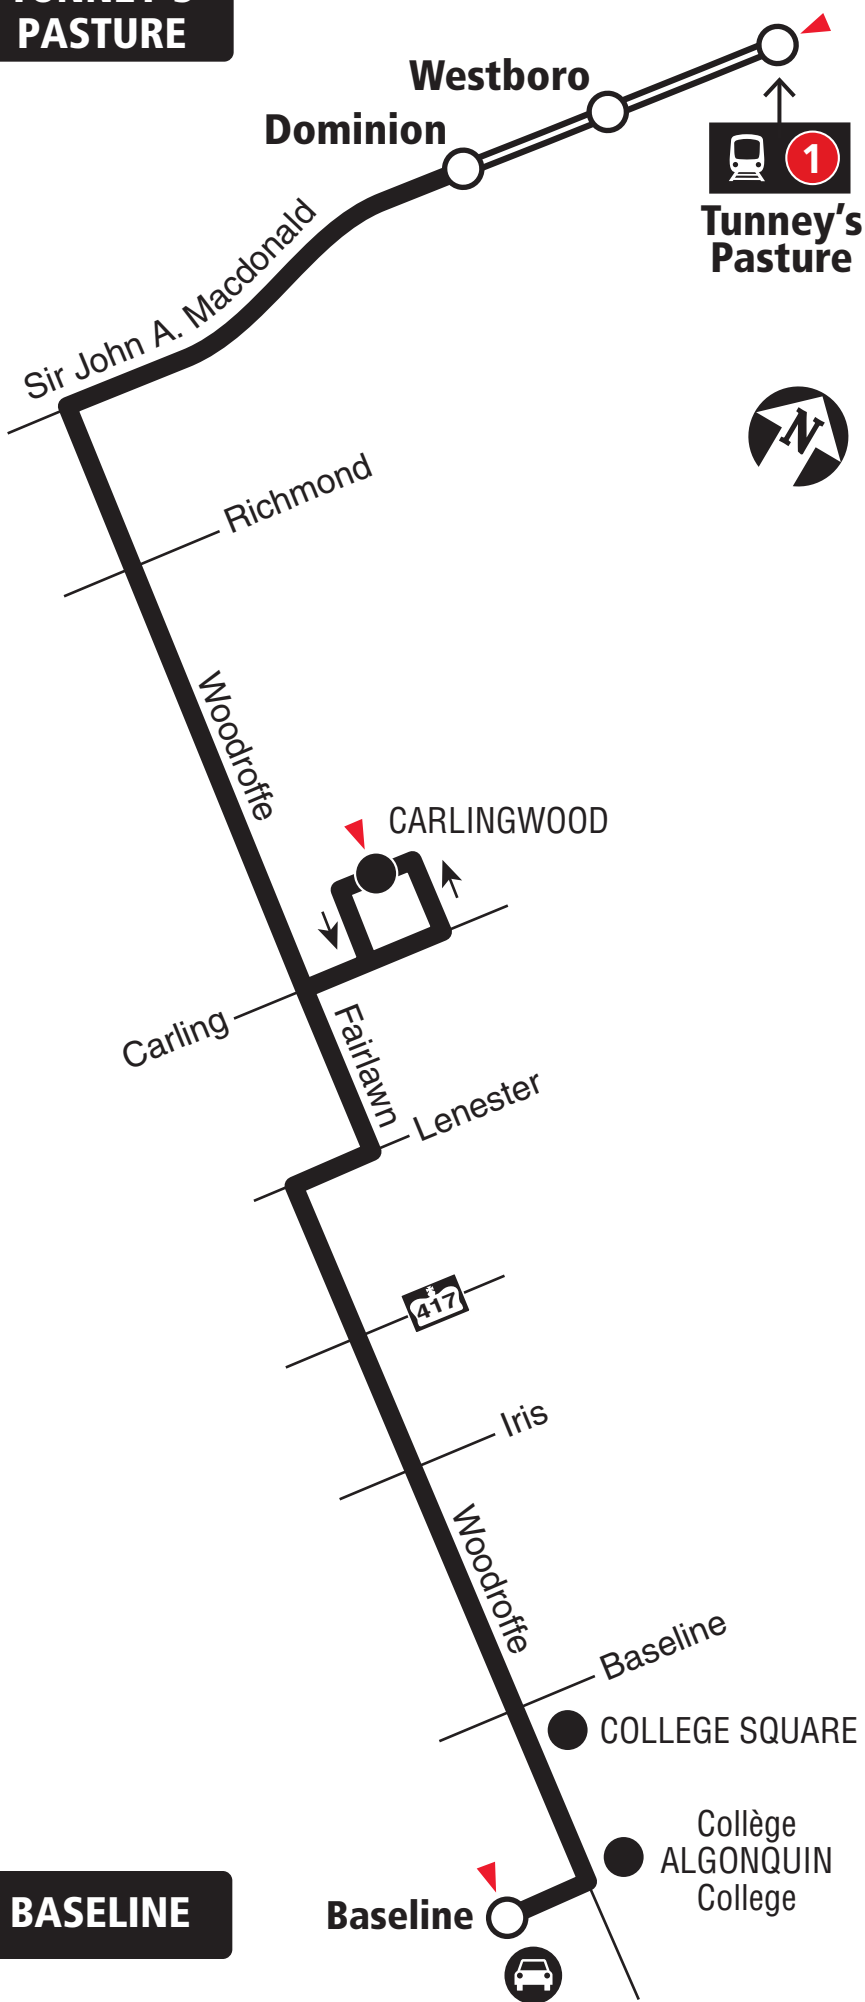 TUNNEY'S
PASTURE
Westboro
Dominion
1
Tunney's
Pasture
Sir John A. Macdonald
N
Richmond
Woodroffe
CARLINGWOOD
Carling
Fairlawn
Lenester
417
Iris
Woodroffe
Baseline
COLLEGE SQUARE
Collège
ALGONQUIN
College
BASELINE
Baseline